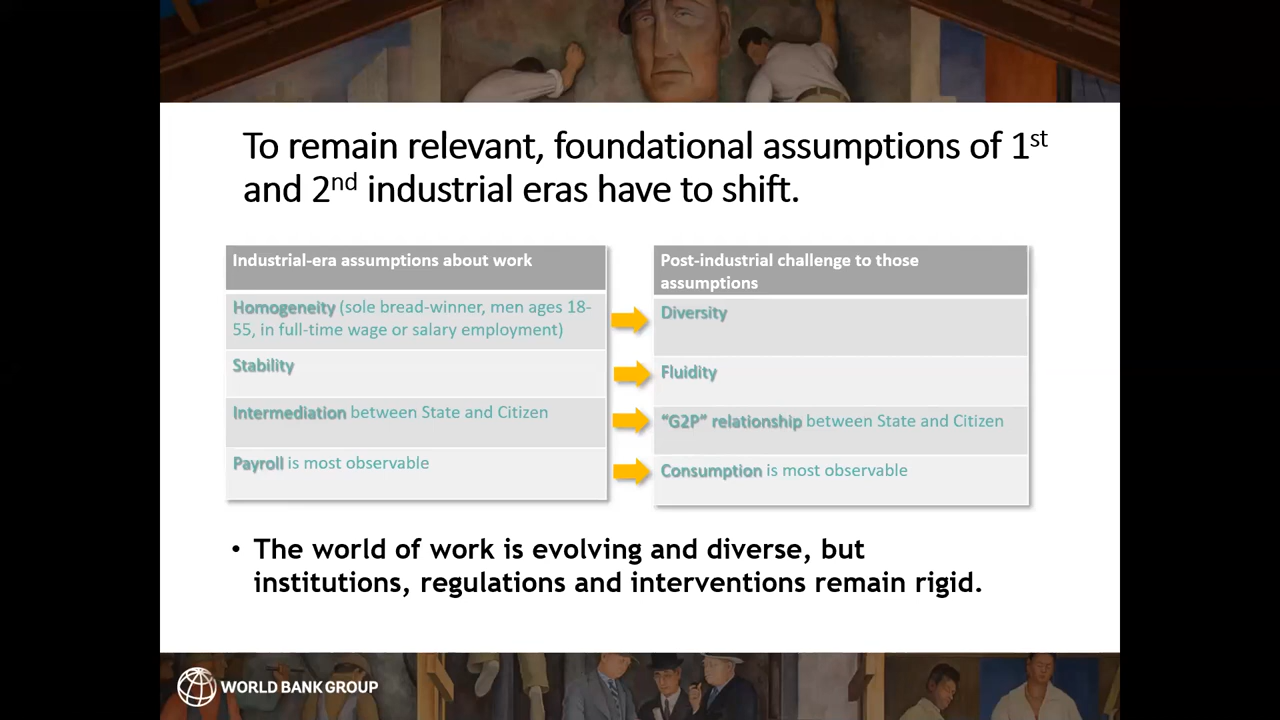 To remain relevant, foundational assumptions of 1st
and 2nd industrial eras have to shift.
Industrial-era assumptions about work
Homogeneity (sole bread-winner, men ages 18-
55, in full-time wage or salary employment)
Stability
Intermediation between State and Citizen
Payroll is most observable
Post-industrial challenge to those
assumptions
Diversity
Fluidity
“G2P” relationship between State and Citizen
Consumption is most observable
• The world of work is evolving and diverse, but
institutions, regulations and interventions remain rigid.
WORLD BANK GROUP